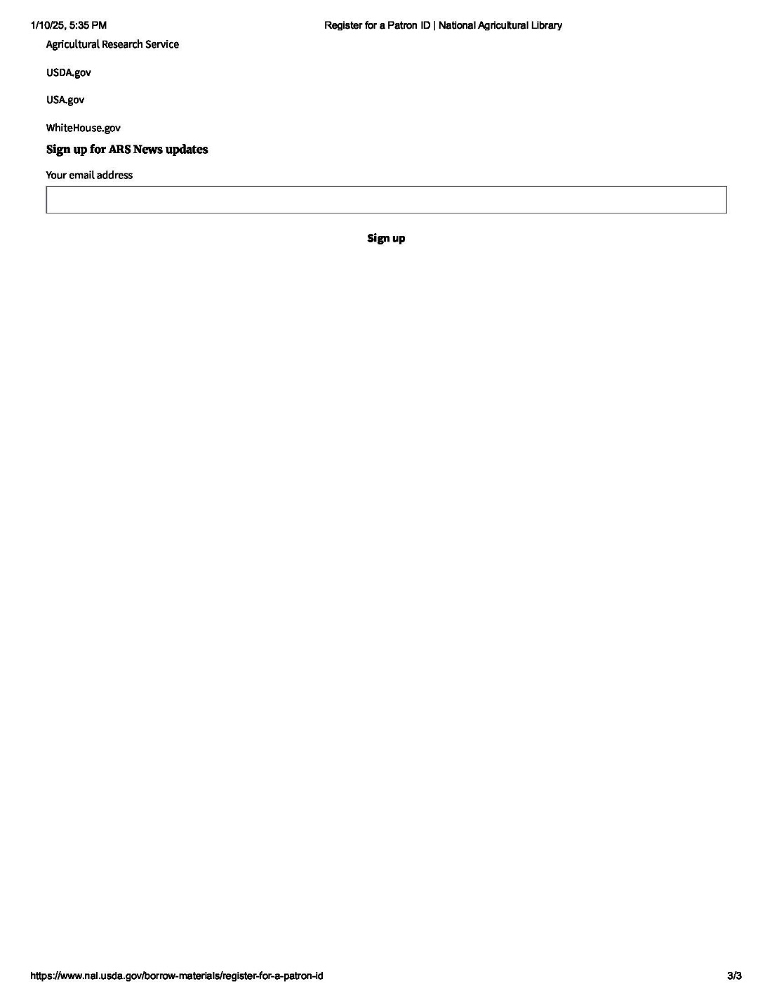 1/10/25, 5:35 PM Register for a Patron ID | National Agricultural Library
Agricultural Research Service
USDA.gov
USA.gov
WhiteHouse.gov
Sign up for ARS News updates
Your email address
Sign up
https://www.nal.usda.gov/borrow-materials/register-for-a-patron-id 3/3